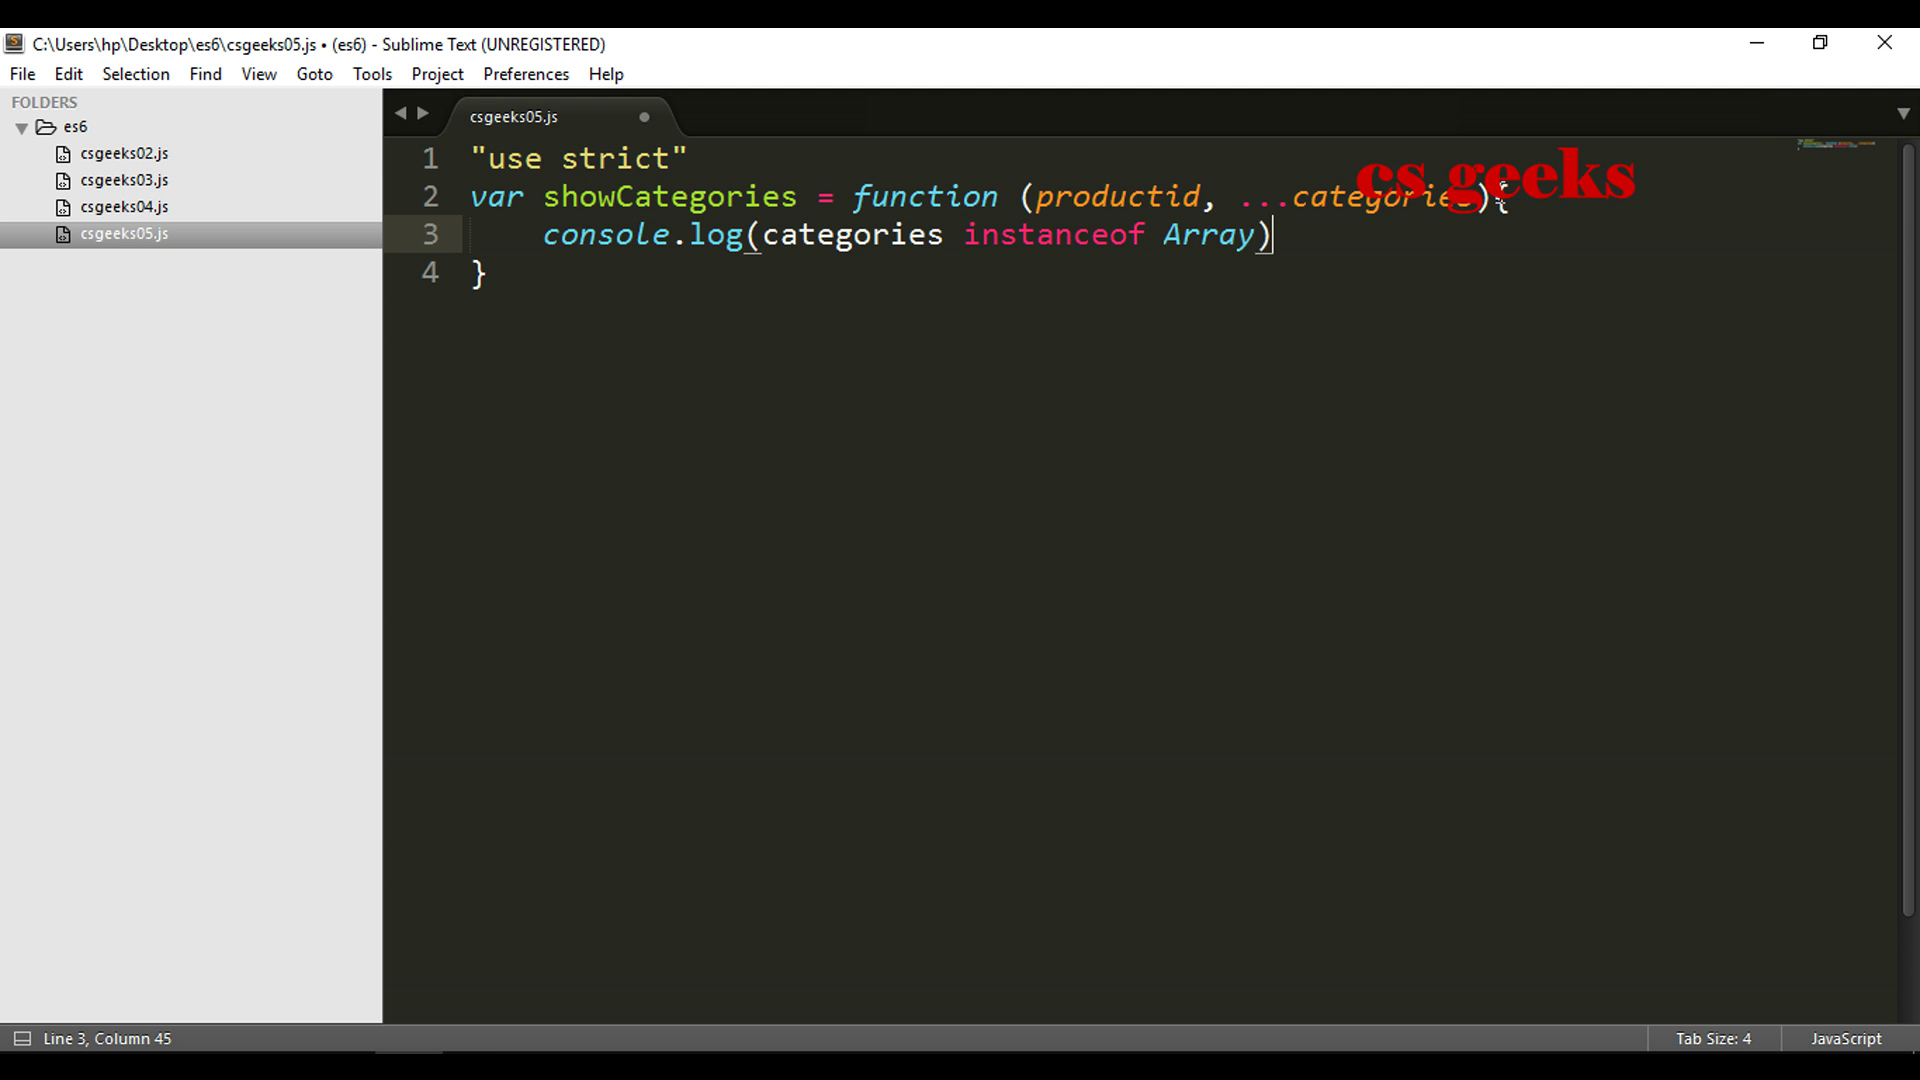 C:\Users\hp\Desktop\es6\csgeeks05.js • (es6) - Sublime Text (UNREGISTERED)
File Edit Selection Find View Goto Tools Project Preferences Help
FOLDERS
es6
csgeeks02.js
csgeeks03.js
csgeeks04.js
csgeeks05.js
csgeeks05.js
cs geeks
1 "use strict"
2 var showCategories = function (productid, ...categories){
3 console.log(categories instanceof Array)
4 }
Line 3, Column 45
Tab Size: 4
JavaScript